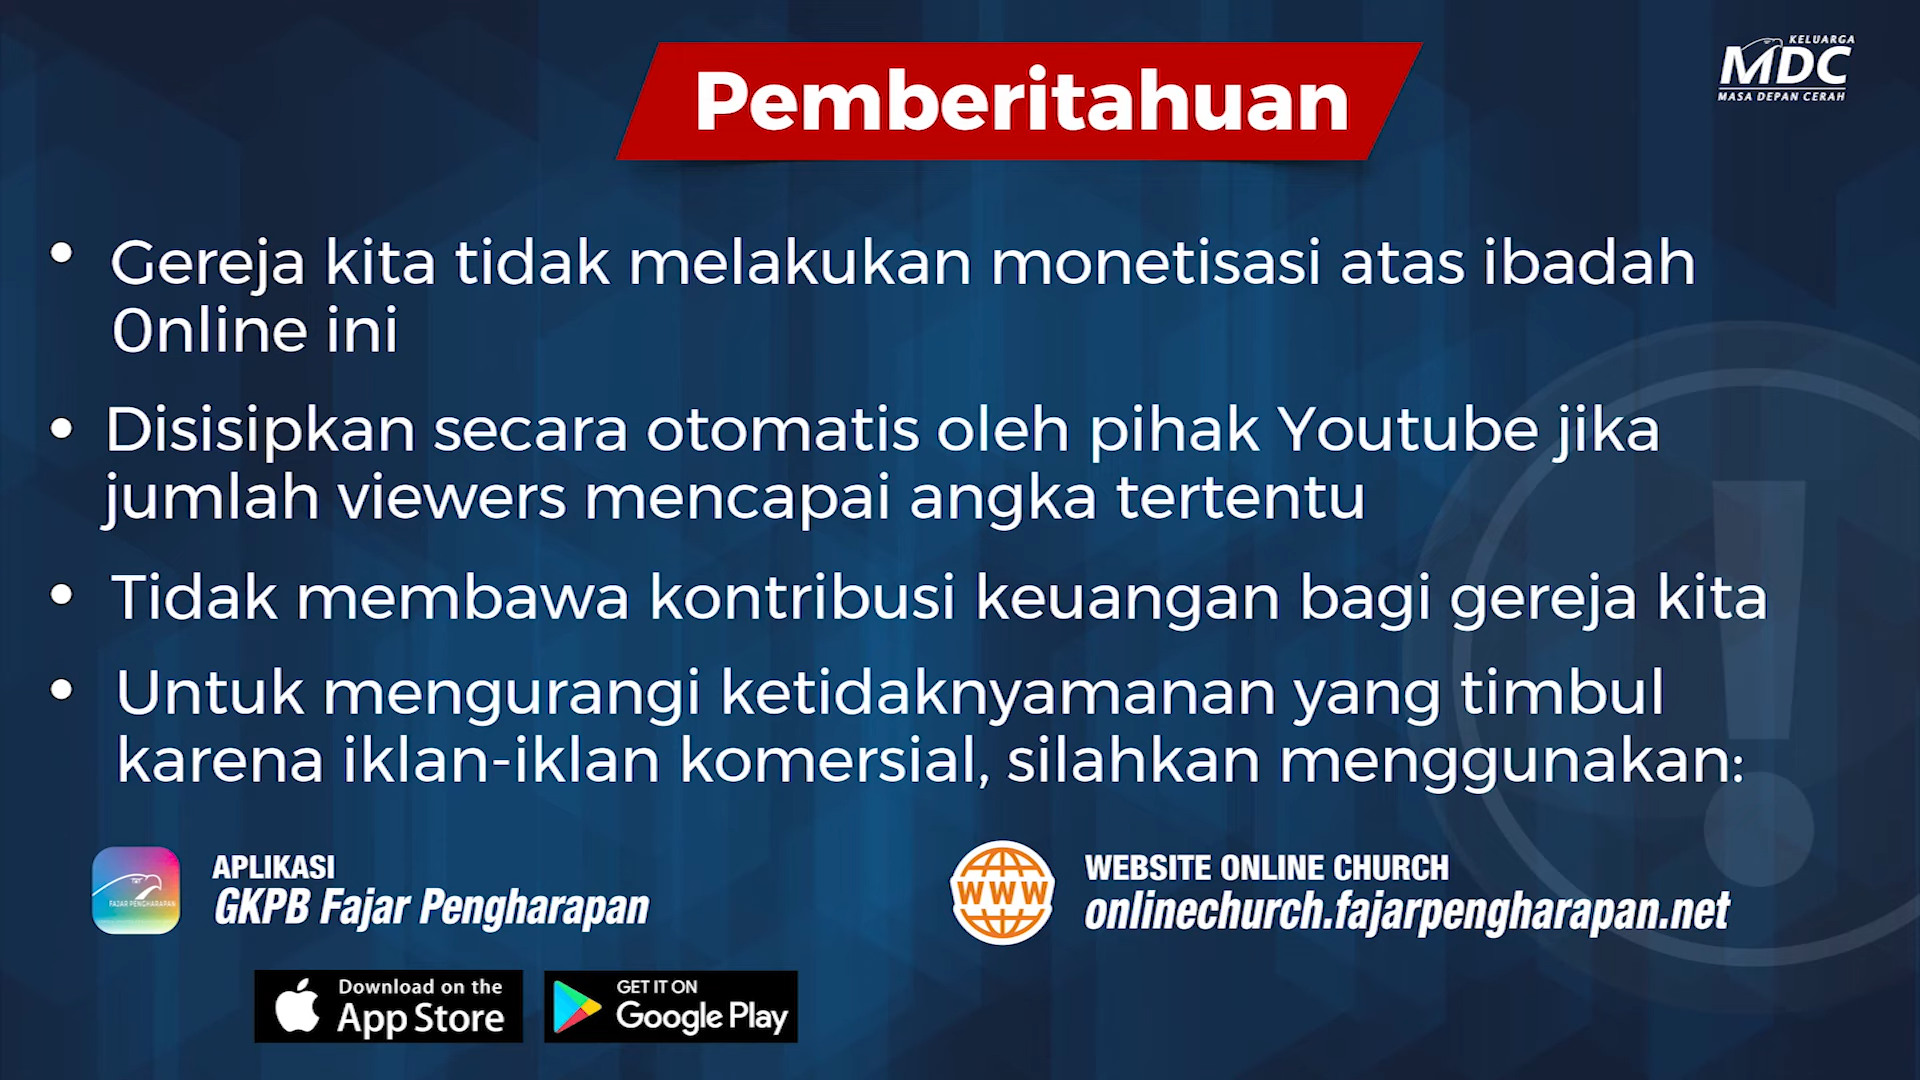 Pemberitahuan
KELUARGA
MDC
MASA DEPAN CERAH
• Gereja kita tidak melakukan monetisasi atas ibadah
0nline ini
• Disisipkan secara otomatis oleh pihak Youtube jika
jumlah viewers mencapai angka tertentu
• Tidak membawa kontribusi keuangan bagi gereja kita
• Untuk mengurangi ketidaknyamanan yang timbul
karena iklan-iklan komersial, silahkan menggunakan:
FAJAR PENGHARAPAN
APLIKASI
GKPB Fajar Pengharapan
Download on the
App Store
GET IT ON
Google Play
WWW
WEBSITE ONLINE CHURCH
onlinechurch.fajarpengharapan.net